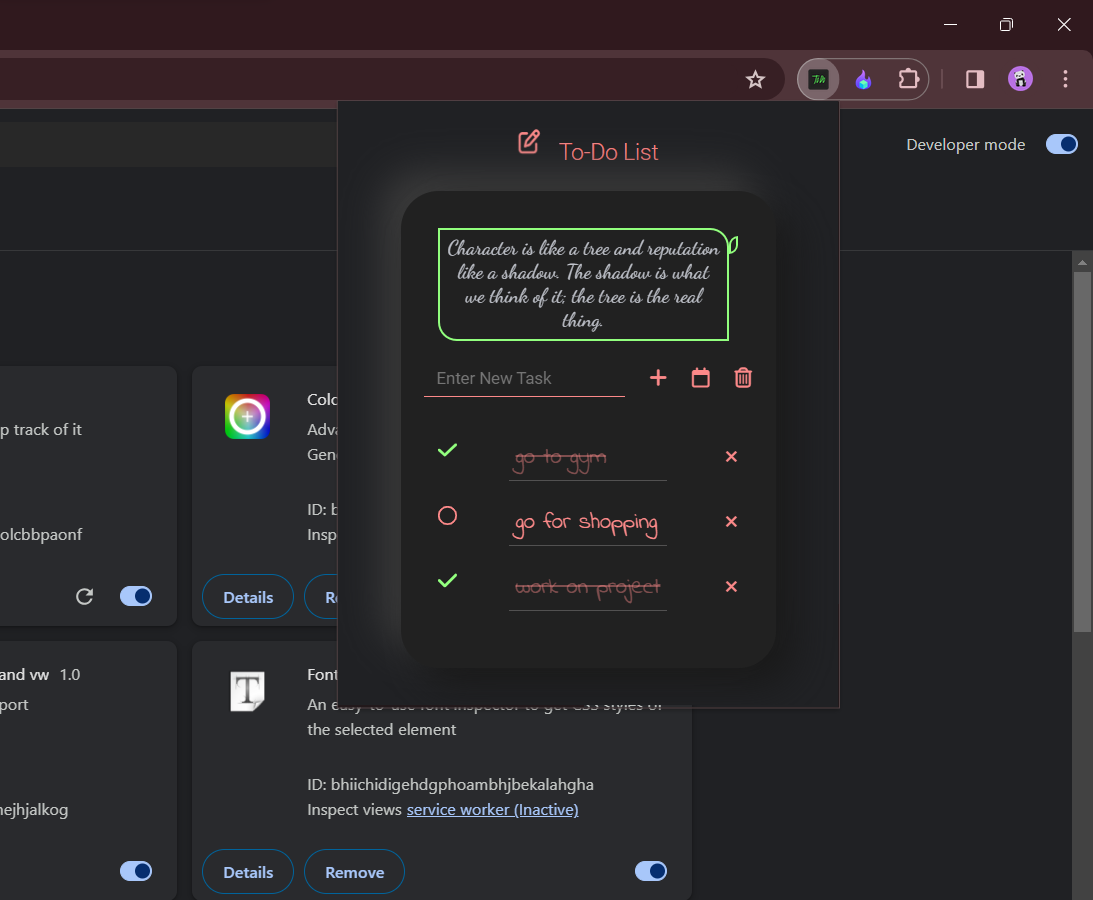 Developer mode
To-Do List
Character is like a tree and reputation
like a shadow. The shadow is what
we think of it; the tree is the real
thing.
Enter New Task
go to gym
go for shopping
work on project
p track of it
olcbbpaonf
Colo
Adva
Gene
ID: b
Insp
Details
Re
and vw 1.0
port
nejhjalkog
T
Font
An easy-to-use font inspector to get CSS styles of
the selected element
ID: bhiichidigehdgphoambhjbekalahgha
Inspect views service worker (Inactive)
Details
Remove